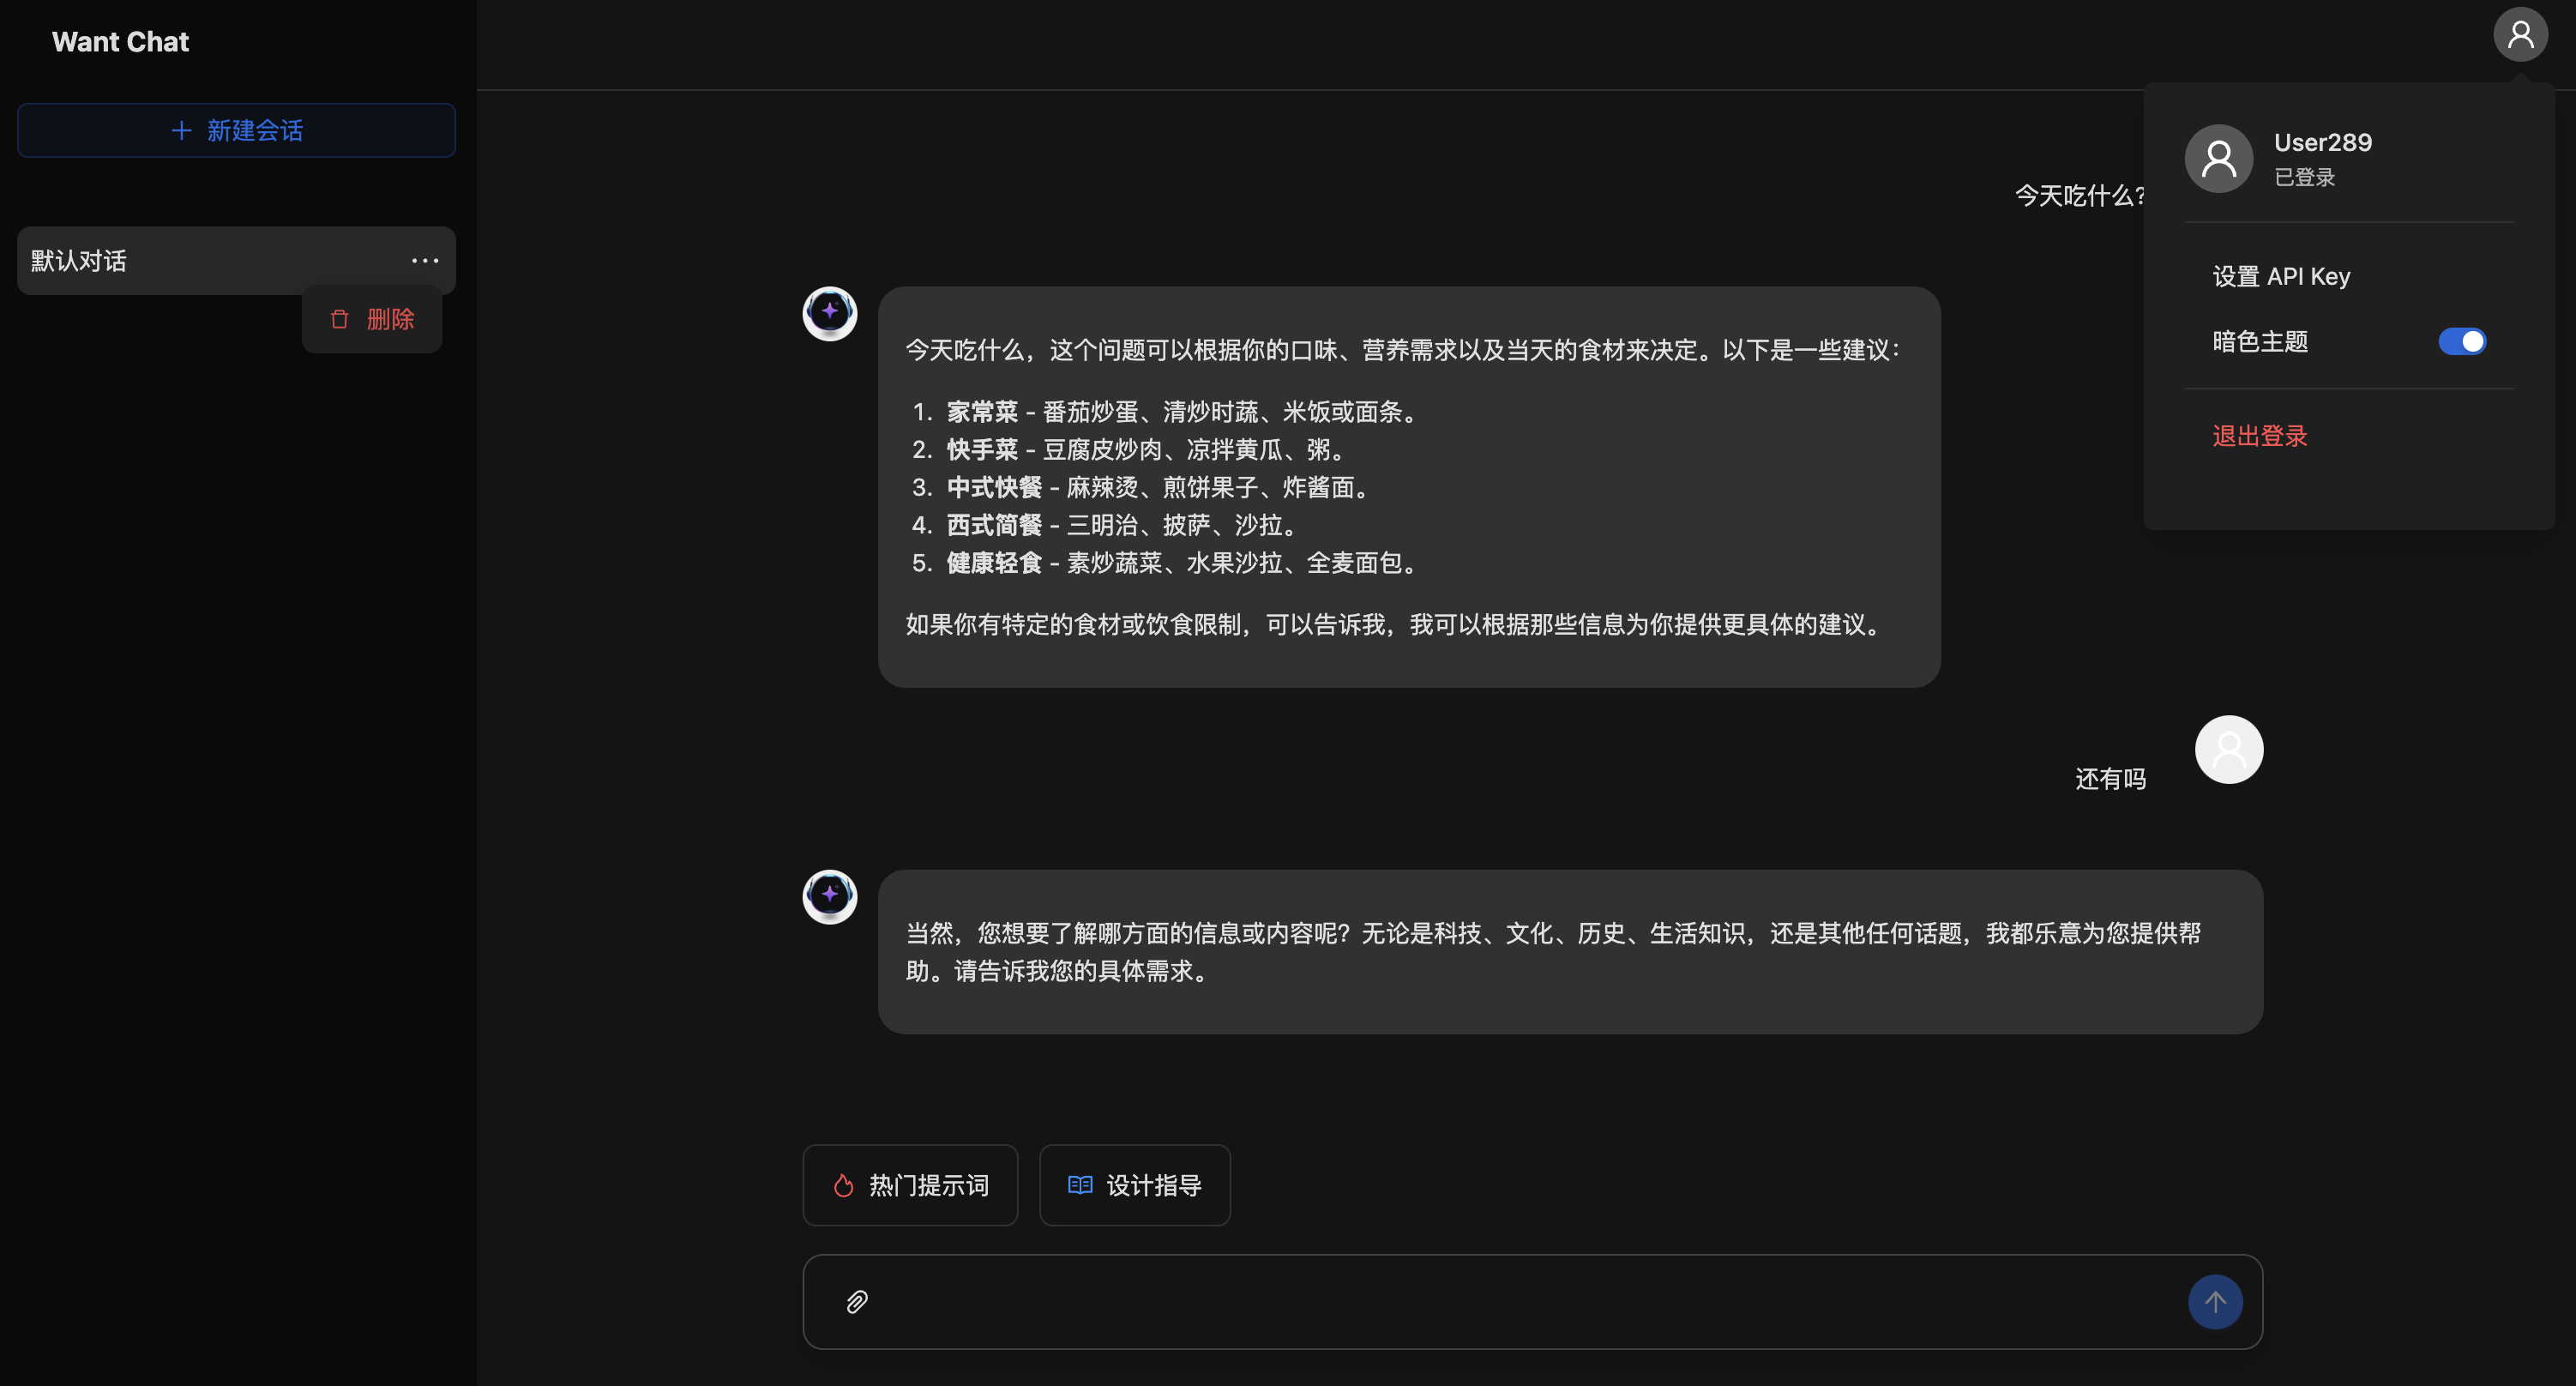 Want Chat
新建会话
默认对话
删除
User289
已登录
设置 API Key
暗色主题
退出登录
今天吃什么?
今天吃什么，这个问题可以根据你的口味、营养需求以及当天的食材来决定。以下是一些建议：
1. 家常菜 - 番茄炒蛋、清炒时蔬、米饭或面条。
2. 快手菜 - 豆腐皮炒肉、凉拌黄瓜、粥。
3. 中式快餐 - 麻辣烫、煎饼果子、炸酱面。
4. 西式简餐 - 三明治、披萨、沙拉。
5. 健康轻食 - 素炒蔬菜、水果沙拉、全麦面包。
如果你有特定的食材或饮食限制，可以告诉我，我可以根据那些信息为你提供更具体的建议。
还有吗
当然，您想要了解哪方面的信息或内容呢？无论是科技、文化、历史、生活知识，还是其他任何话题，我都乐意为您提供帮
助。请告诉我您的具体需求。
热门提示词
设计指导